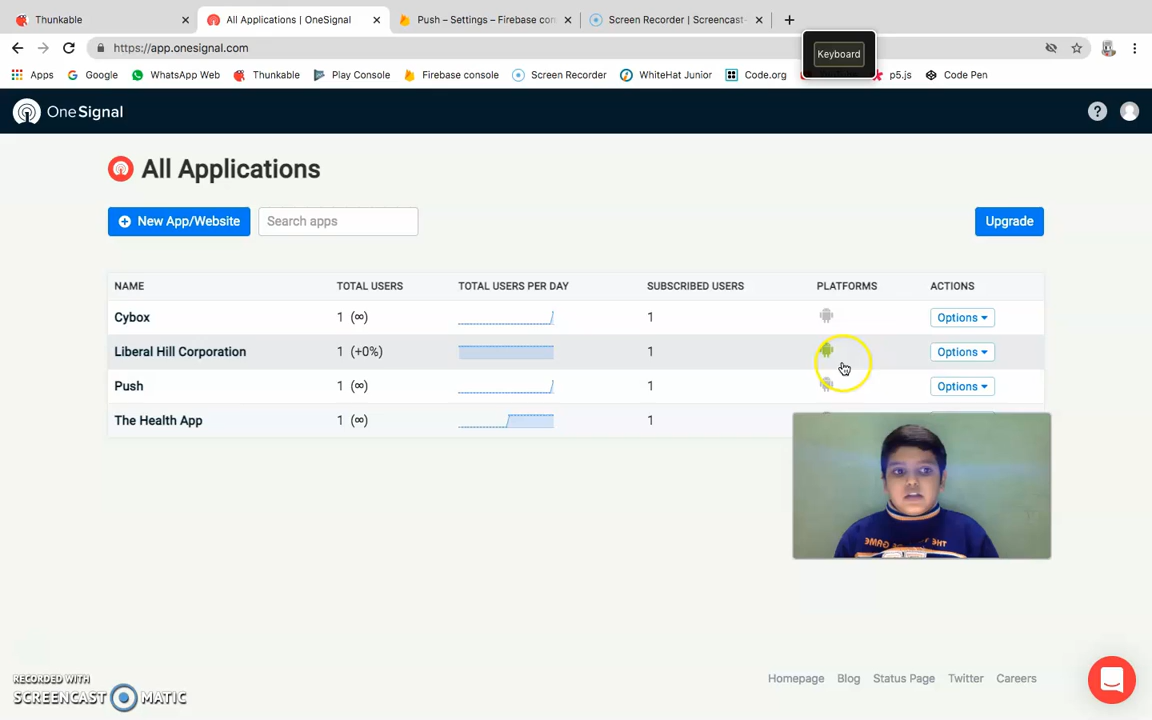 Thunkable
All Applications | OneSignal
Push – Settings – Firebase con
Screen Recorder | Screencast-
https://app.onesignal.com
Keyboard
Apps
Google
WhatsApp Web
Thunkable
Play Console
Firebase console
Screen Recorder
WhiteHat Junior
Code.org
p5.js
Code Pen
OneSignal
?
All Applications
New App/Website
Search apps
Upgrade
NAME TOTAL USERS TOTAL USERS PER DAY SUBSCRIBED USERS PLATFORMS ACTIONS
Cybox 1 (∞) 1 Options
Liberal Hill Corporation 1 (+0%) 1 Options
Push 1 (∞) 1 Options
The Health App 1 (∞) 1
THE GAME
Homepage Blog Status Page Twitter Careers
RECORDED WITH
SCREENCAST MATIC